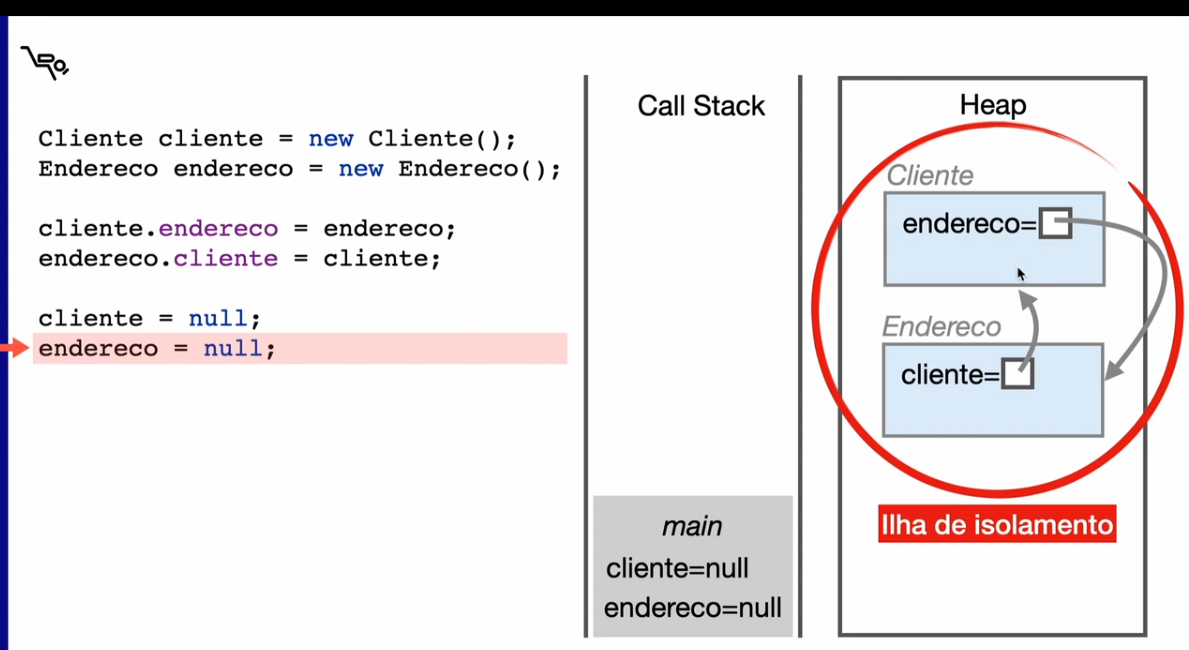 Cliente cliente = new Cliente();
Endereco endereco = new Endereco();
cliente.endereco = endereco;
endereco.cliente = cliente;
cliente = null;
endereco = null;
Call Stack
main
cliente=null
endereco=null
Heap
Cliente
endereco=
Endereco
cliente=
Ilha de isolamento